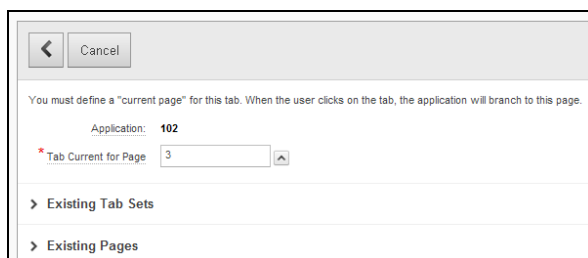 Cancel
You must define a "current page" for this tab. When the user clicks on the tab, the application will branch to this page.
Application: 102
* Tab Current for Page 3
Existing Tab Sets
Existing Pages